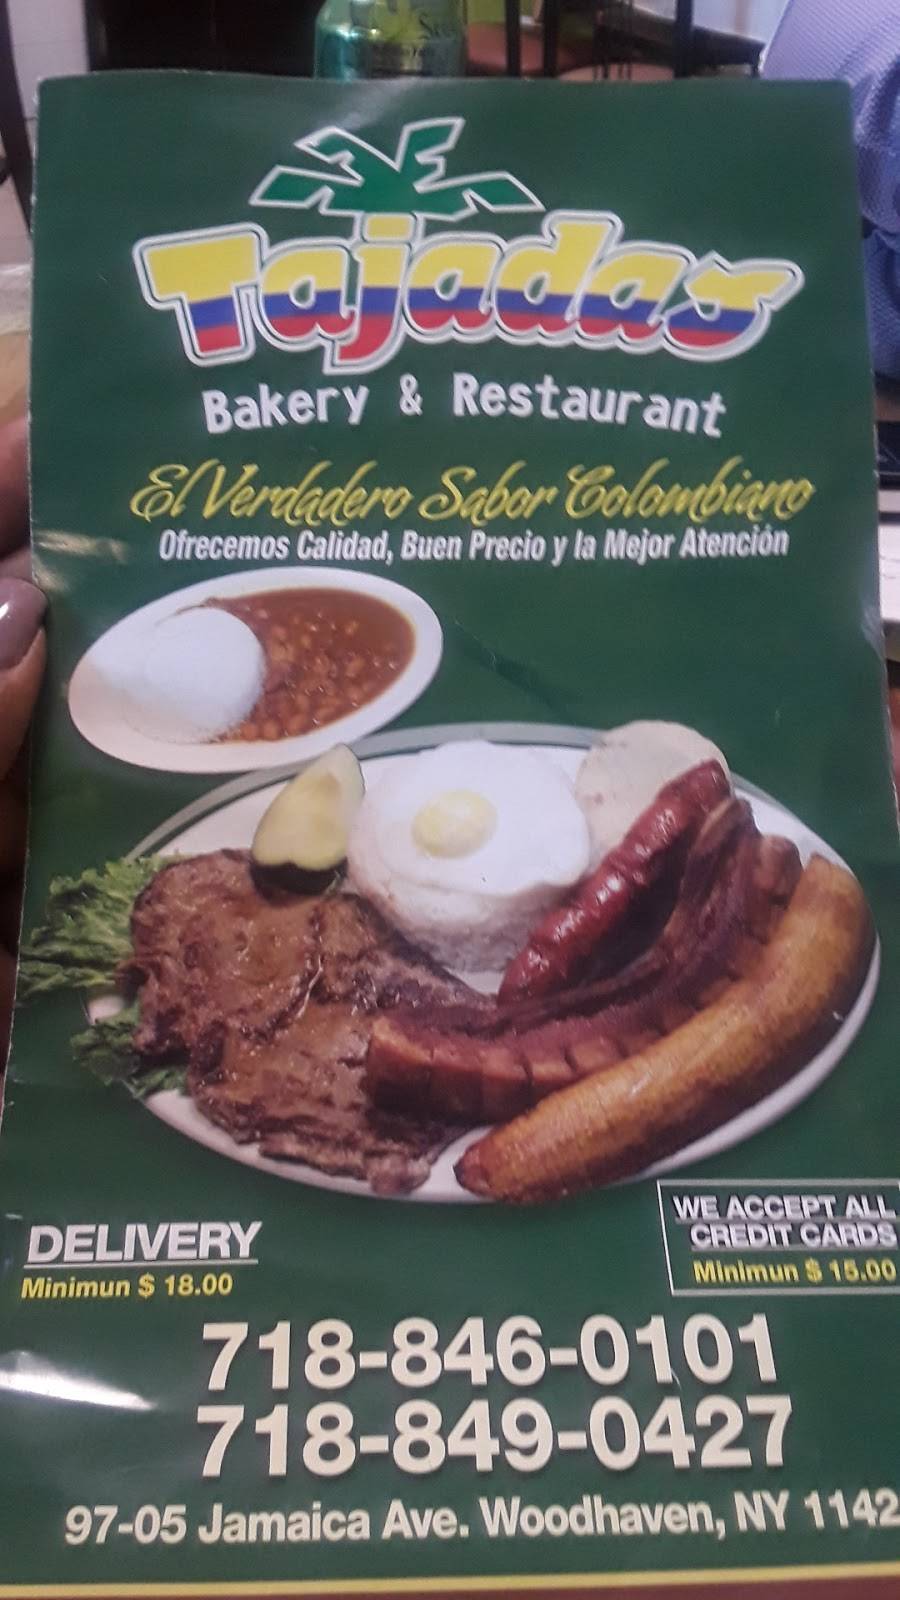 Tajadas
Bakery & Restaurant
El Verdadero Sabor Colombiano
Ofrecemos Calidad, Buen Precio y la Mejor Atención
DELIVERY
Minimun $ 18.00
WE ACCEPT ALL
CREDIT CARDS
Minimun $ 15.00
718-846-0101
718-849-0427
97-05 Jamaica Ave. Woodhaven, NY 1142